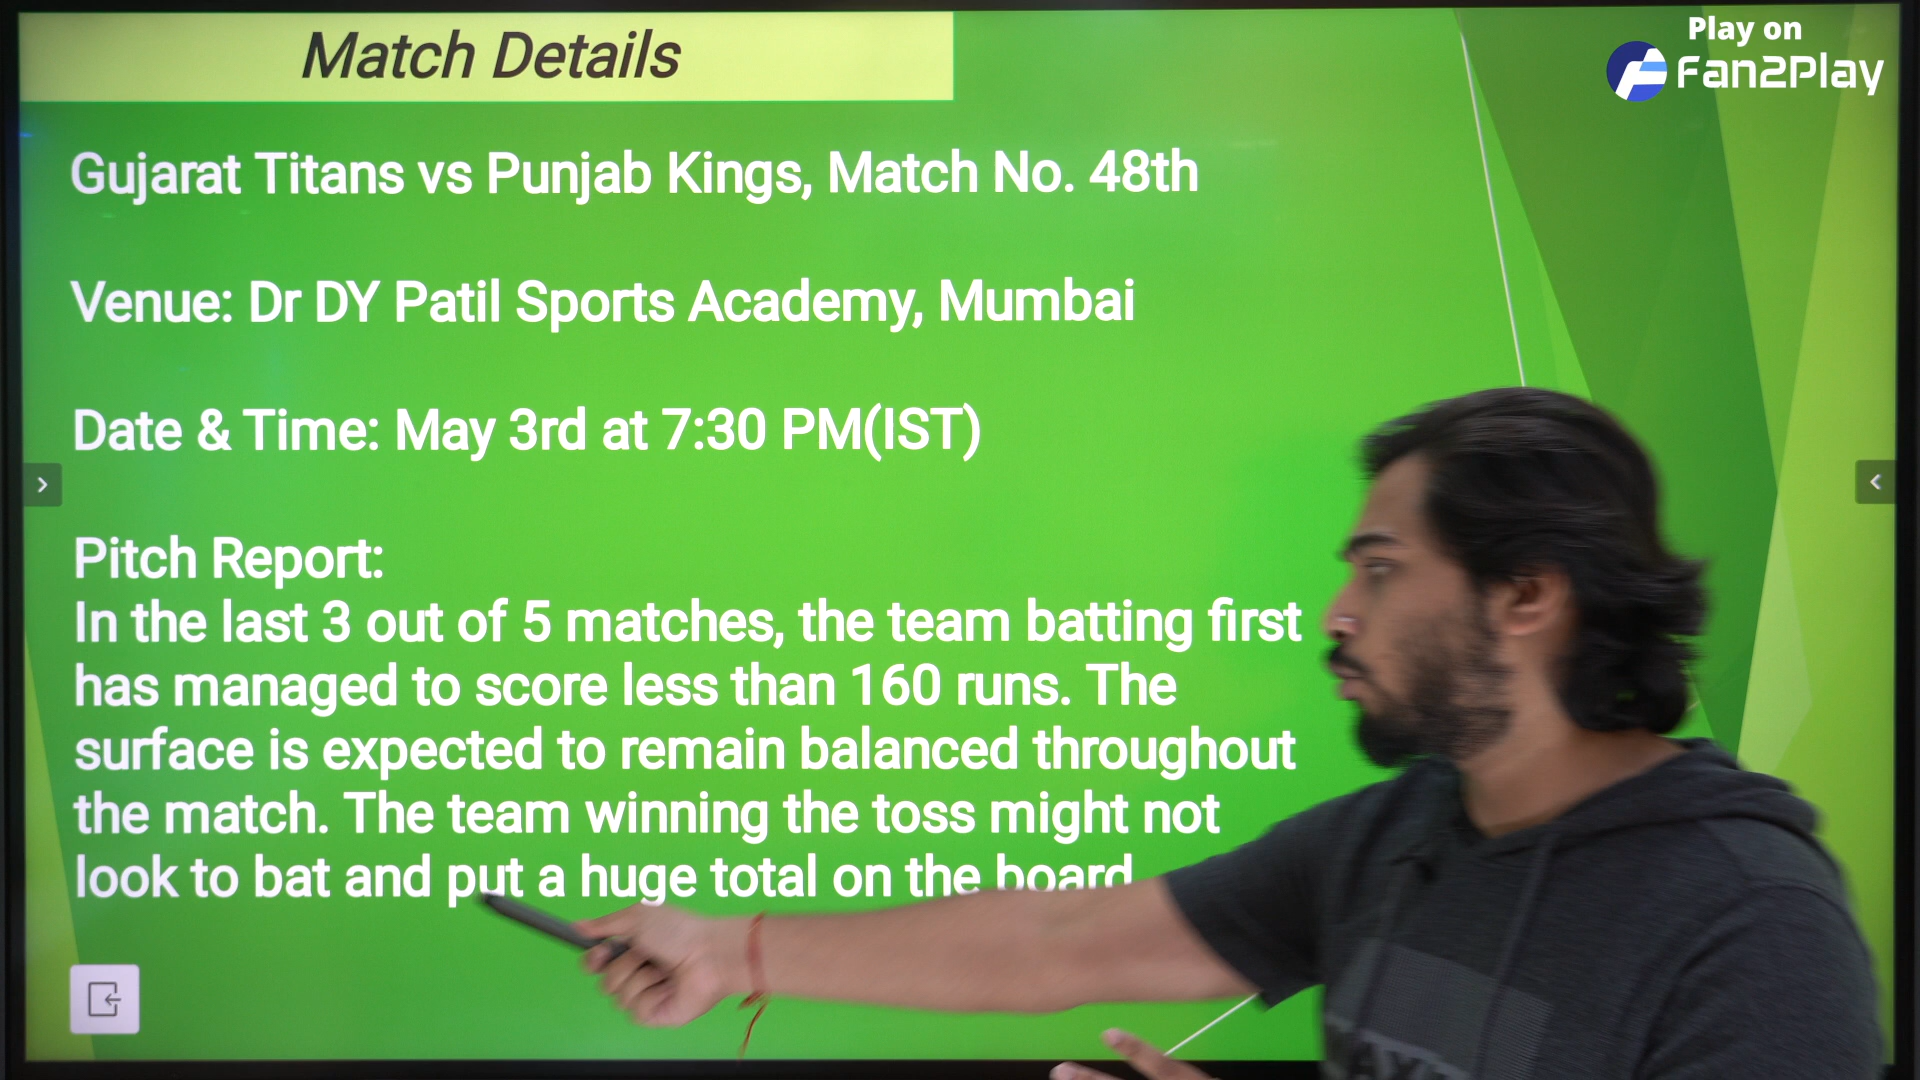 Match Details
Play on
Fan2Play
Gujarat Titans vs Punjab Kings, Match No. 48th
Venue: Dr DY Patil Sports Academy, Mumbai
Date & Time: May 3rd at 7:30 PM(IST)
Pitch Report:
In the last 3 out of 5 matches, the team batting first
has managed to score less than 160 runs. The
surface is expected to remain balanced throughout
the match. The team winning the toss might not
look to bat and put a huge total on the board